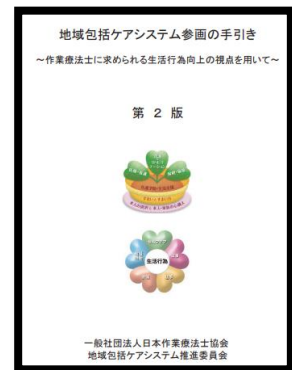 地域包括ケアシステム参画の手引き
～作業療法士に求められる生活行為向上の視点を用いて～
第 2 版
生活行為
一般社団法人日本作業療法士協会
地域包括ケアシステム推進委員会